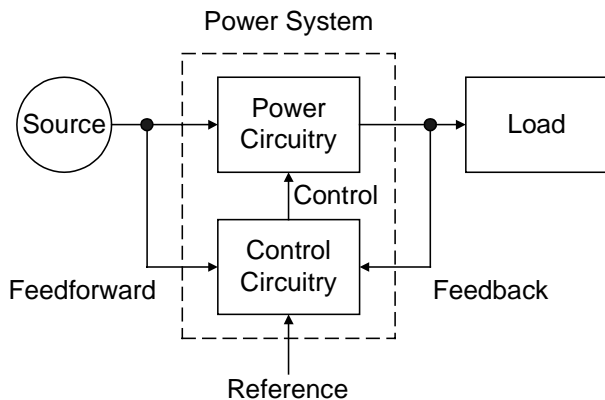 Power System
Source
Power
Circuitry
Load
Control
Control
Circuitry
Feedforward
Feedback
Reference